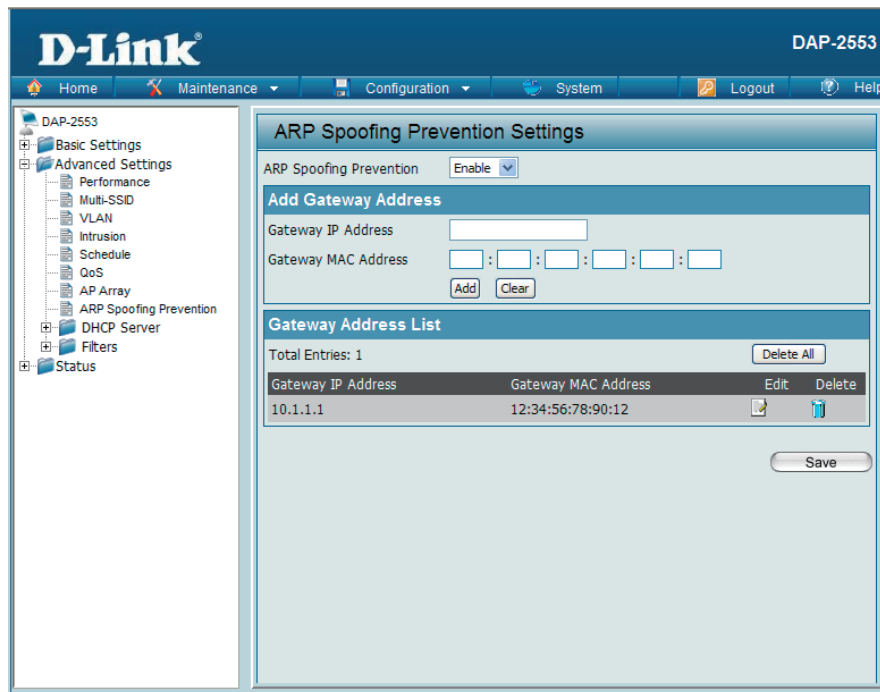 D-Link®
DAP-2553
Home Maintenance Configuration System Logout Help
DAP-2553
Basic Settings
Advanced Settings
Performance
Multi-SSID
VLAN
Intrusion
Schedule
QoS
AP Array
ARP Spoofing Prevention
DHCP Server
Filters
Status
ARP Spoofing Prevention Settings
ARP Spoofing Prevention Enable
Add Gateway Address
Gateway IP Address
Gateway MAC Address : : : : :
Add Clear
Gateway Address List
Total Entries: 1 Delete All
Gateway IP Address Gateway MAC Address Edit Delete
10.1.1.1 12:34:56:78:90:12
Save